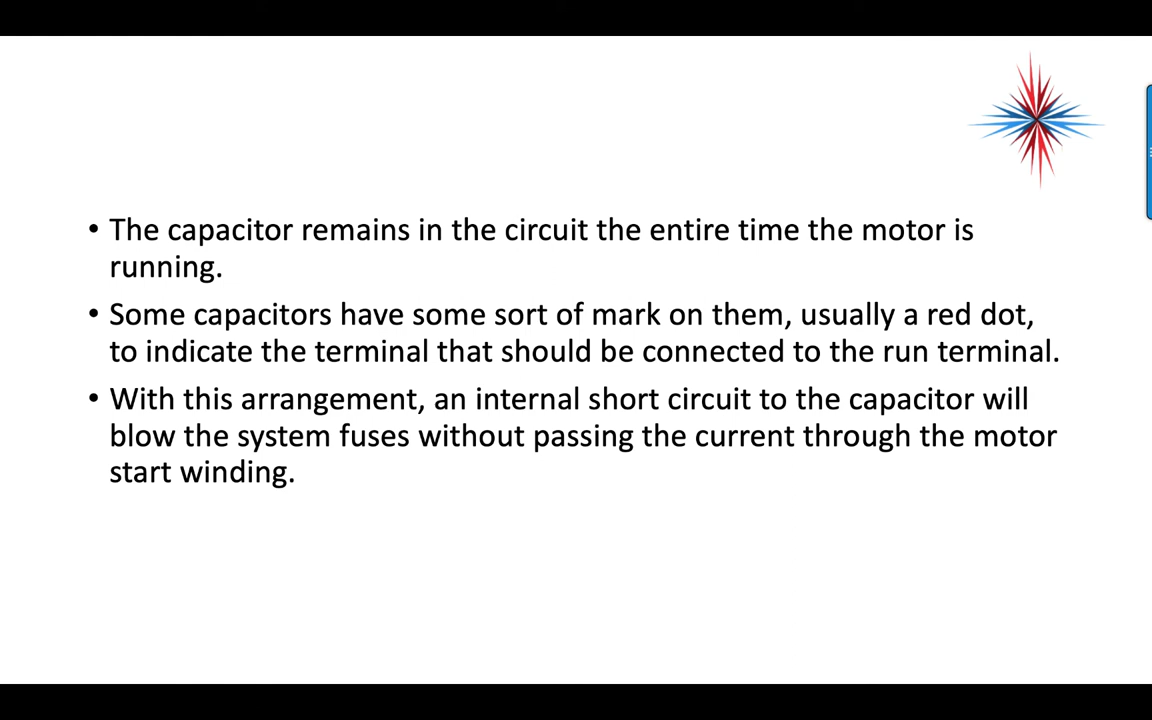 • The capacitor remains in the circuit the entire time the motor is
running.
• Some capacitors have some sort of mark on them, usually a red dot,
to indicate the terminal that should be connected to the run terminal.
• With this arrangement, an internal short circuit to the capacitor will
blow the system fuses without passing the current through the motor
start winding.